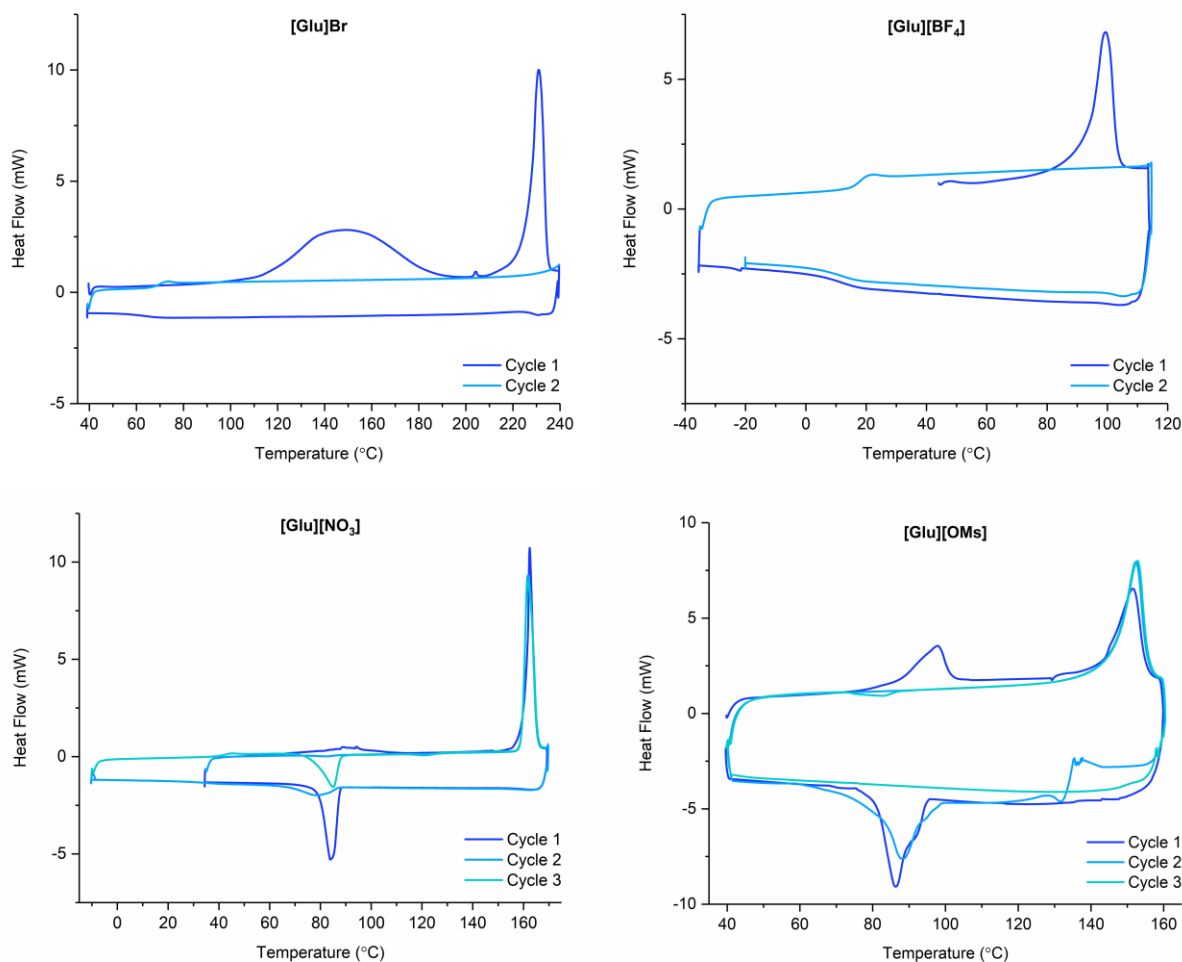 [Glu]Br
10
5
0
-5
Heat Flow (mW)
Cycle 1
Cycle 2
40 60 80 100 120 140 160 180 200 220 240
Temperature (°C)
[Glu][BF₄]
5
0
-5
Heat Flow (mW)
Cycle 1
Cycle 2
-40 -20 0 20 40 60 80 100 120
Temperature (°C)
[Glu][NO₃]
10
5
0
-5
Heat Flow (mW)
Cycle 1
Cycle 2
Cycle 3
0 20 40 60 80 100 120 140 160
Temperature (°C)
[Glu][OMs]
10
5
0
-5
-10
Heat Flow (mW)
Cycle 1
Cycle 2
Cycle 3
40 60 80 100 120 140 160
Temperature (°C)